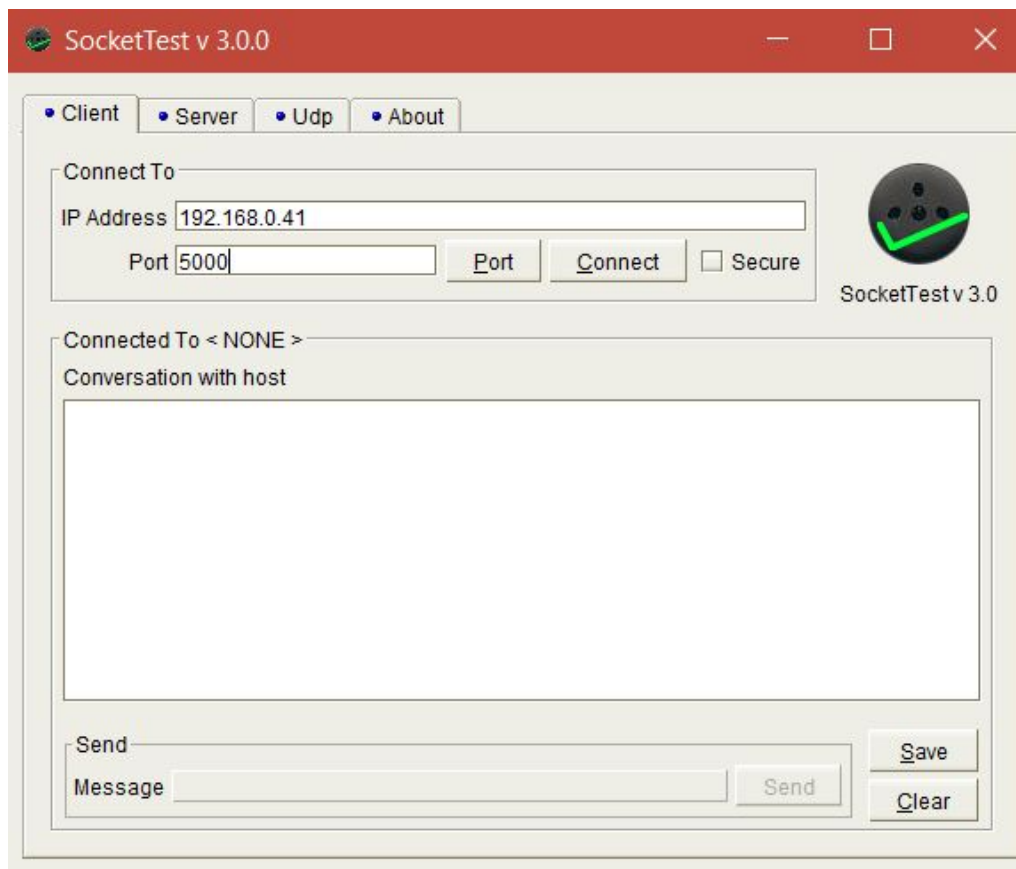 SocketTest v 3.0.0
Client Server Udp About
Connect To
IP Address 192.168.0.41
Port 5000 Port Connect Secure
SocketTest v 3.0
Connected To < NONE >
Conversation with host
Send
Message Send
Save
Clear